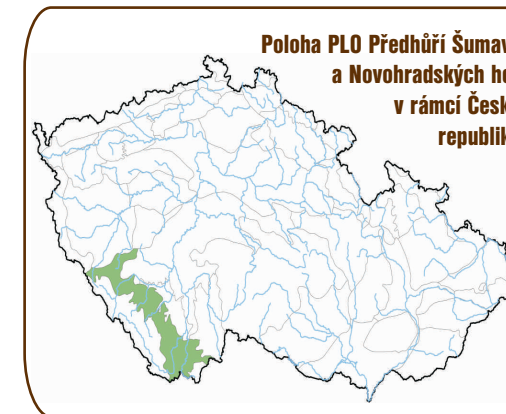 Poloha PLO Předhůří Šumav
a Novohradských ho
v rámcí Česk
republik